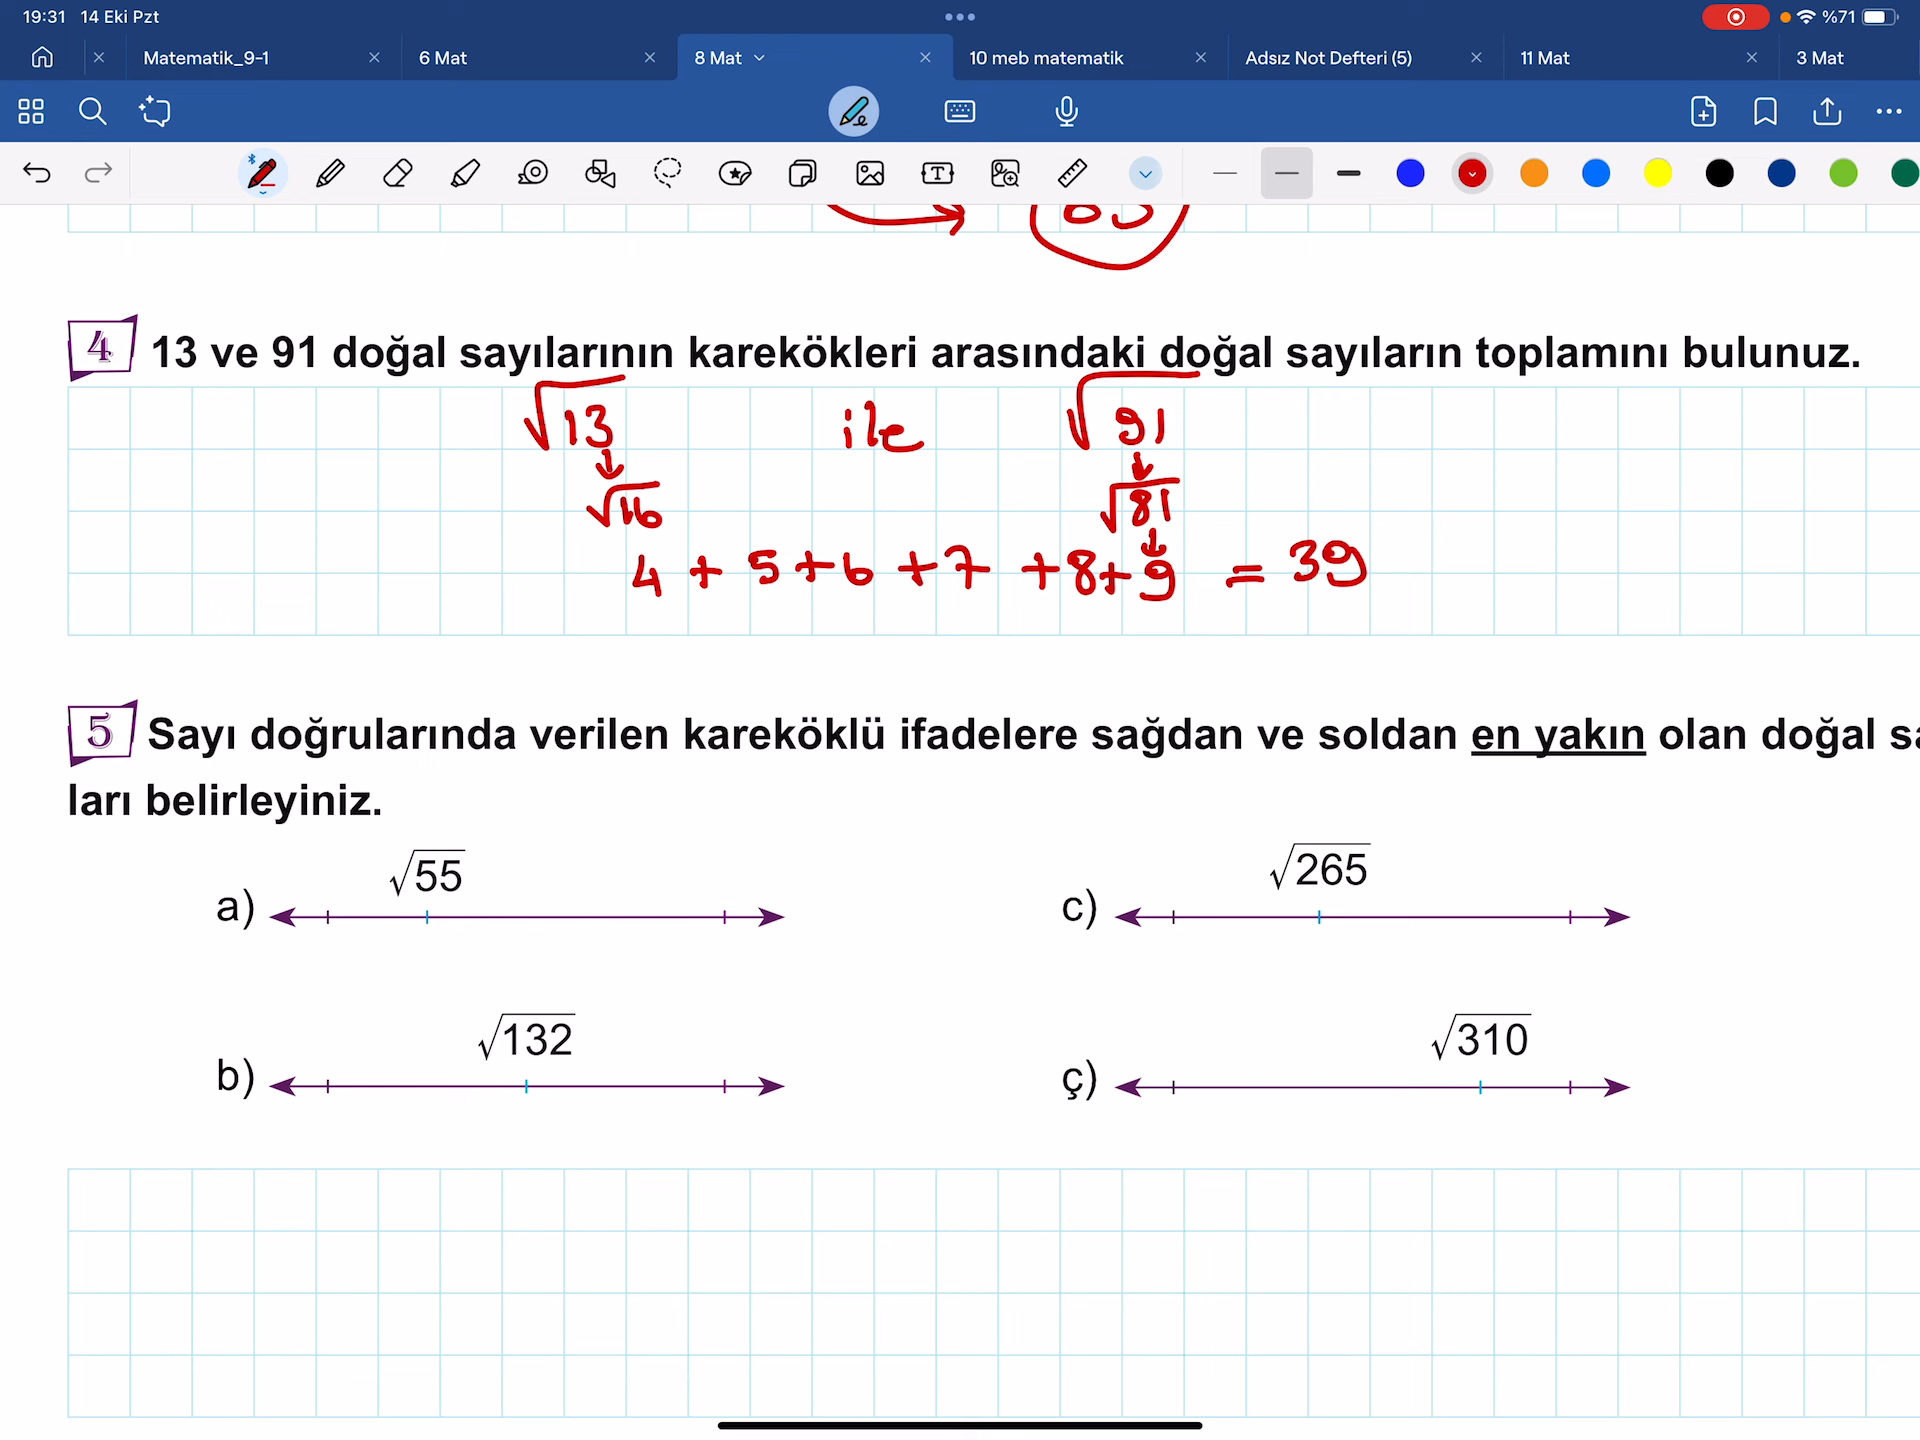 19:31 14 Eki Pzt %71
Matematik_9-1 6 Mat 8 Mat 10 meb matematik Adsız Not Defteri (5) 11 Mat 3 Mat
4 13 ve 91 doğal sayılarının karekökleri arasındaki doğal sayıların toplamını bulunuz.
√13 ile √91
√16 √81
4 + 5 + 6 + 7 + 8 + 9 = 39
5 Sayı doğrularında verilen kareköklü ifadelere sağdan ve soldan en yakın olan doğal sa
ları belirleyiniz.
a) √55
c) √265
b) √132
ç) √310